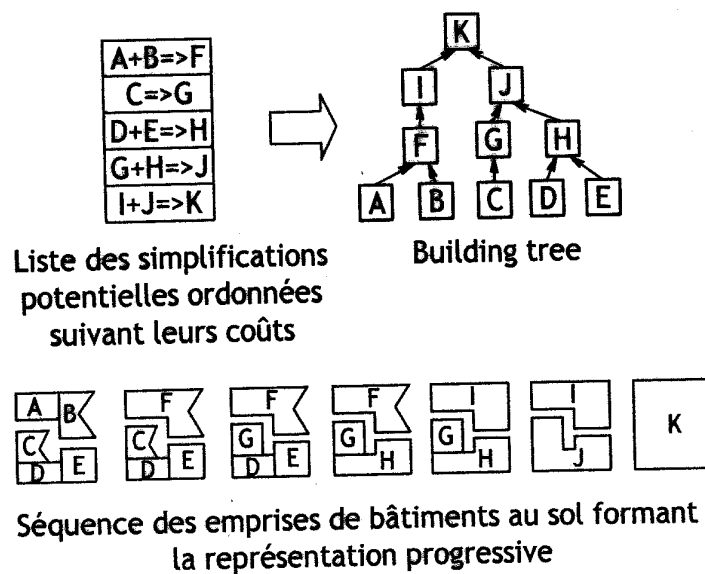 A+B=>F
C=>G
D+E=>H
G+H=>J
I+J=>K
Liste des simplifications
potentielles ordonnées
suivant leurs coûts
K
I J
F G H
A B C D E
Building tree
A B C D E
F C D E
F G D E
F G H
I G H
I J
K
Séquence des emprises de bâtiments au sol formant
la représentation progressive